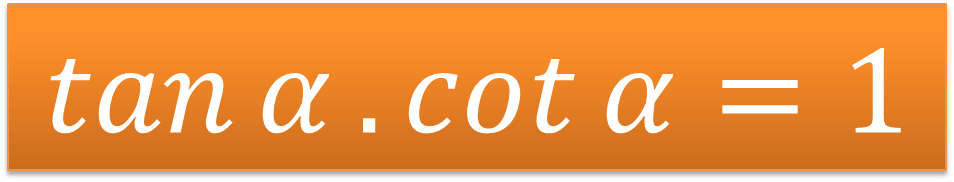 tan α . cot α = 1